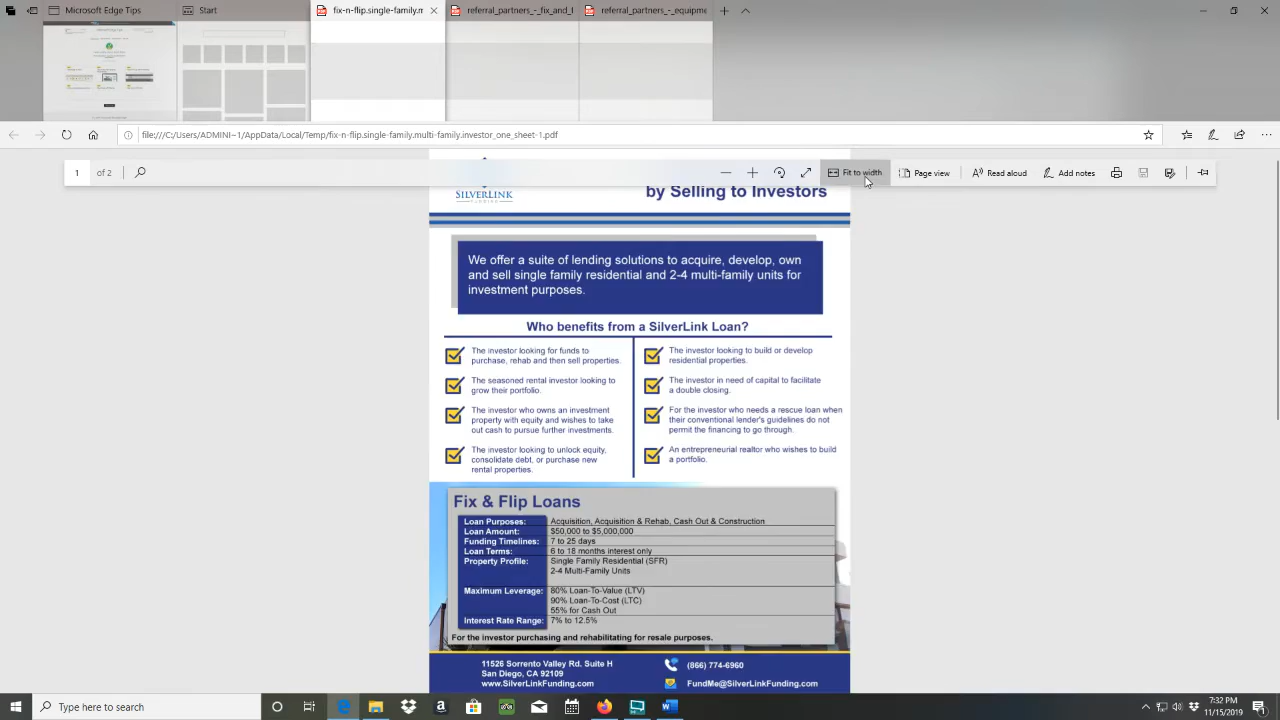 Start
fix-n-flip.single-family.m
referral_partners_-_fix_and_f
referral_partners_-_equipme
file:///C:/Users/ADMINI~1/AppData/Local/Temp/fix-n-flip.single-family.multi-family.investor_one_sheet-1.pdf
1 of 2
Fit to width
Page view
Read aloud
Add notes
SILVERLINK
FUNDING
by Selling to Investors
We offer a suite of lending solutions to acquire, develop, own
and sell single family residential and 2-4 multi-family units for
investment purposes.
Who benefits from a SilverLink Loan?
The investor looking for funds to
purchase, rehab and then sell properties.
The seasoned rental investor looking to
grow their portfolio.
The investor who owns an investment
property with equity and wishes to take
out cash to pursue further investments.
The investor looking to unlock equity,
consolidate debt, or purchase new
rental properties.
The investor looking to build or develop
residential properties.
The investor in need of capital to facilitate
a double closing.
For the investor who needs a rescue loan when
their conventional lender's guidelines do not
permit the financing to go through.
An entrepreneurial realtor who wishes to build
a portfolio.
Fix & Flip Loans
Loan Purposes: Acquisition, Acquisition & Rehab, Cash Out & Construction
Loan Amount: $50,000 to $5,000,000
Funding Timelines: 7 to 25 days
Loan Terms: 6 to 18 months interest only
Property Profile: Single Family Residential (SFR)
2-4 Multi-Family Units
Maximum Leverage: 80% Loan-To-Value (LTV)
90% Loan-To-Cost (LTC)
55% for Cash Out
Interest Rate Range: 7% to 12.5%
For the investor purchasing and rehabilitating for resale purposes.
11526 Sorrento Valley Rd. Suite H
San Diego, CA 92109
www.SilverLinkFunding.com
(866) 774-6960
FundMe@SilverLinkFunding.com
Type here to search
7:32 PM
11/15/2019